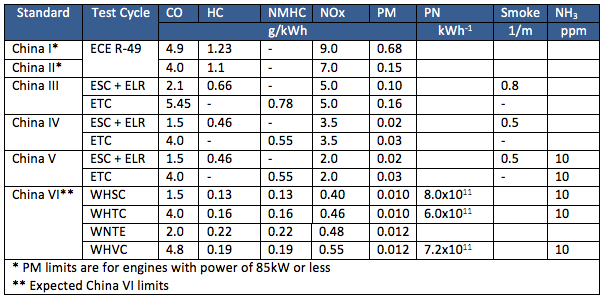 Standard Test Cycle CO HC NMHC NOx PM PN Smoke NH₃
g/kWh kWh⁻¹ 1/m ppm
China I* ECE R-49 4.9 1.23 - 9.0 0.68
China II* 4.0 1.1 - 7.0 0.15
China III ESC + ELR 2.1 0.66 - 5.0 0.10 0.8
ETC 5.45 - 0.78 5.0 0.16 -
China IV ESC + ELR 1.5 0.46 - 3.5 0.02 0.5
ETC 4.0 - 0.55 3.5 0.03 -
China V ESC + ELR 1.5 0.46 - 2.0 0.02 0.5 10
ETC 4.0 - 0.55 2.0 0.03 - 10
China VI** WHSC 1.5 0.13 0.13 0.40 0.010 8.0x10¹¹ 10
WHTC 4.0 0.16 0.16 0.46 0.010 6.0x10¹¹ 10
WNTE 2.0 0.22 0.22 0.48 0.012
WHVC 4.8 0.19 0.19 0.55 0.012 7.2x10¹¹ 10
* PM limits are for engines with power of 85kW or less
** Expected China VI limits